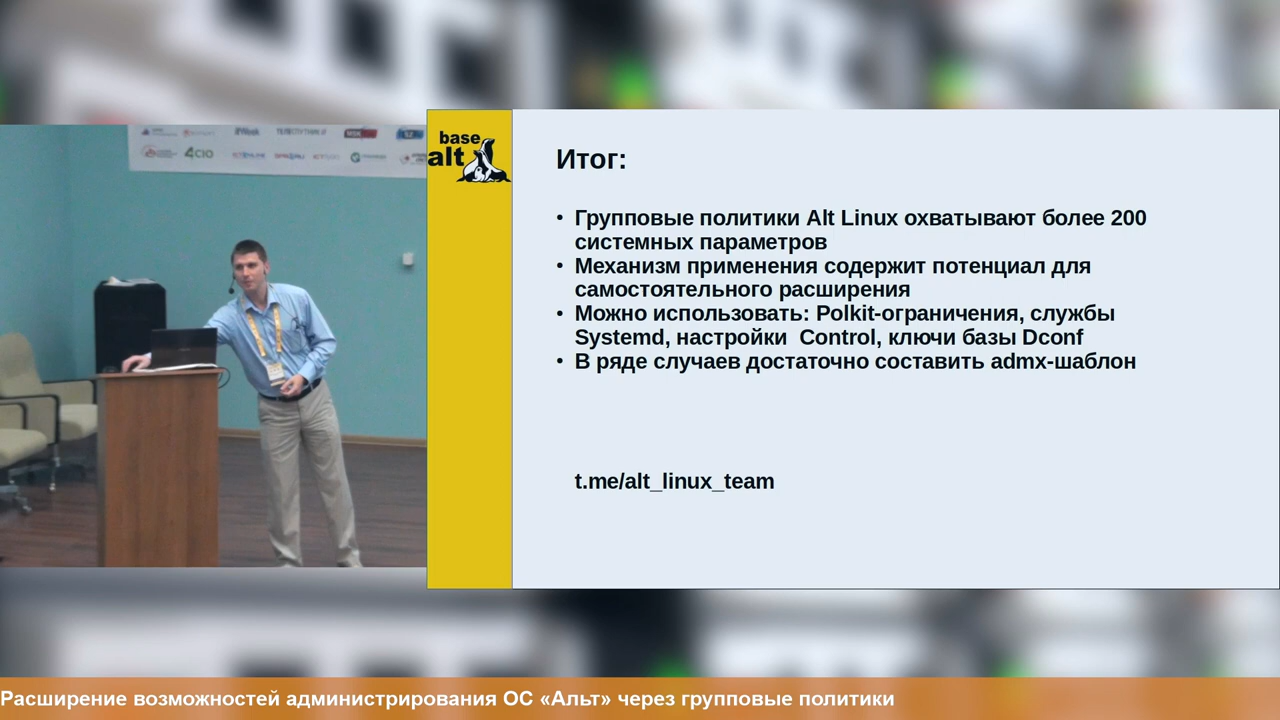 4CIO
base
alt
Итог:
• Групповые политики Alt Linux охватывают более 200
системных параметров
• Механизм применения содержит потенциал для
самостоятельного расширения
• Можно использовать: Polkit-ограничения, службы
Systemd, настройки  Control, ключи базы Dconf
• В ряде случаев достаточно составить admx-шаблон
t.me/alt_linux_team
Расширение возможностей администрирования ОС «Альт» через групповые политики